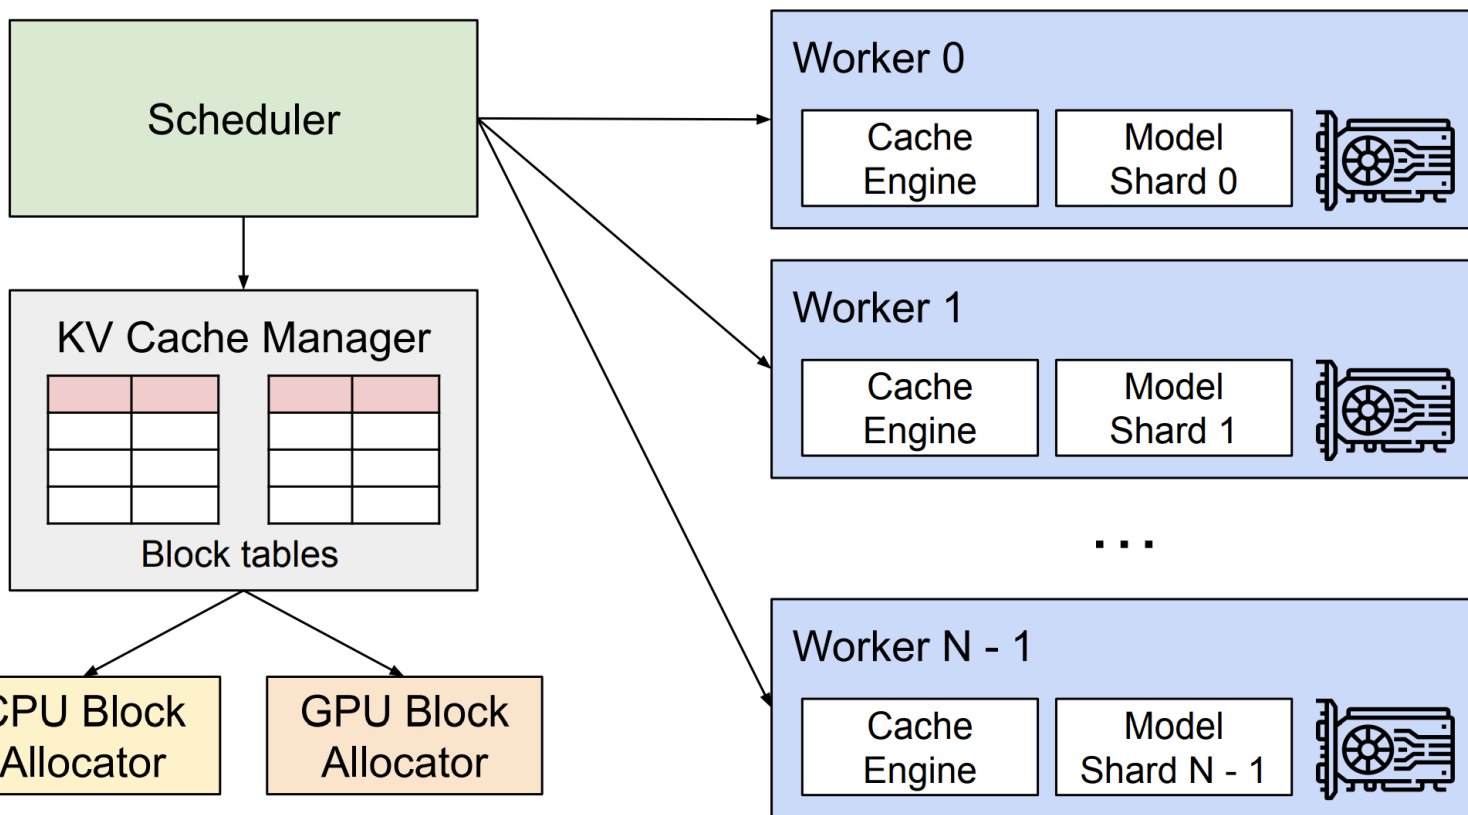 Scheduler
KV Cache Manager
Block tables
CPU Block
Allocator
GPU Block
Allocator
Worker 0
Cache
Engine
Model
Shard 0
Worker 1
Cache
Engine
Model
Shard 1
...
Worker N - 1
Cache
Engine
Model
Shard N - 1